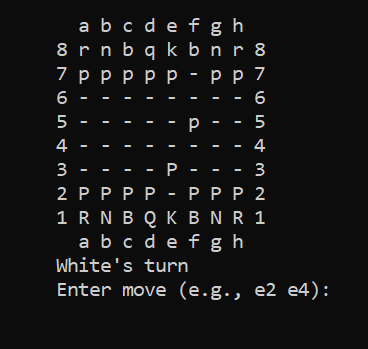 a b c d e f g h
8 r n b q k b n r 8
7 p p p p p - p p 7
6 - - - - - - - - 6
5 - - - - - p - - 5
4 - - - - - - - - 4
3 - - - - P - - - 3
2 P P P P - P P P 2
1 R N B Q K B N R 1
a b c d e f g h
White's turn
Enter move (e.g., e2 e4):